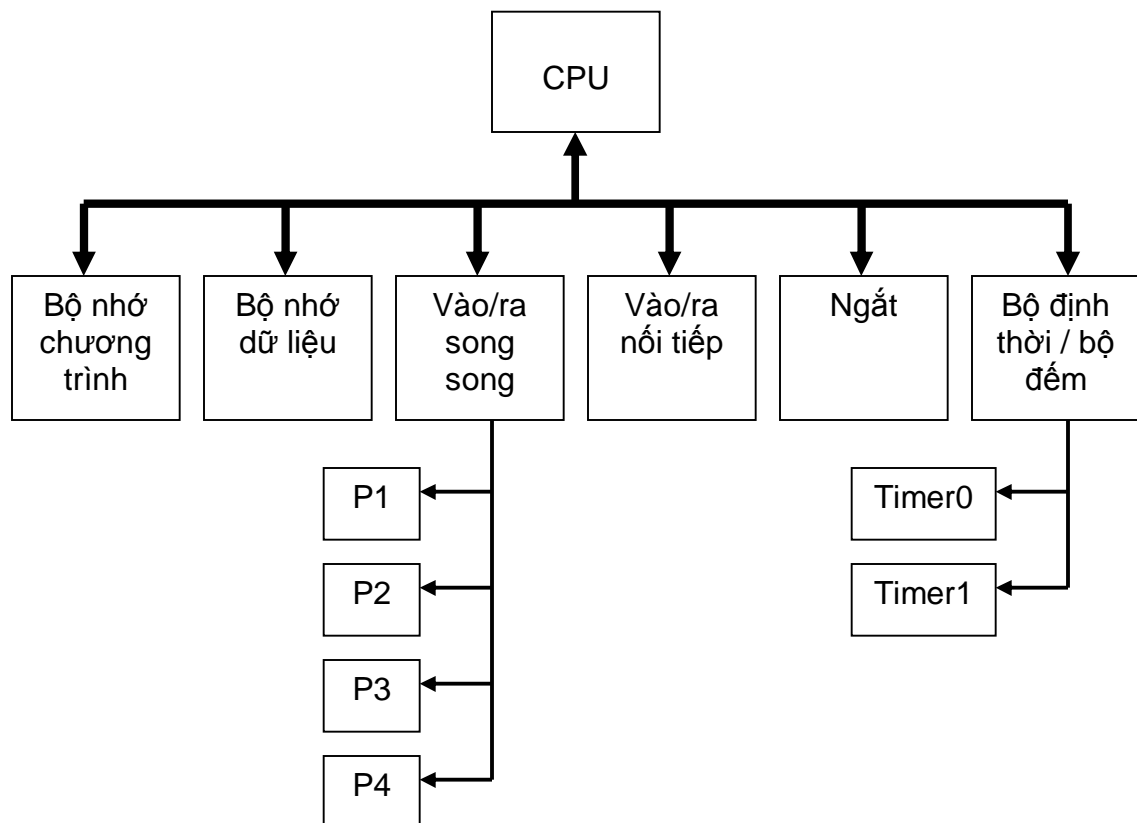 CPU
Bộ nhớ
chương
trình
Bộ nhớ
dữ liệu
Vào/ra
song
song
Vào/ra
nối tiếp
Ngắt
Bộ định
thời / bộ
đếm
P1
P2
P3
P4
Timer0
Timer1